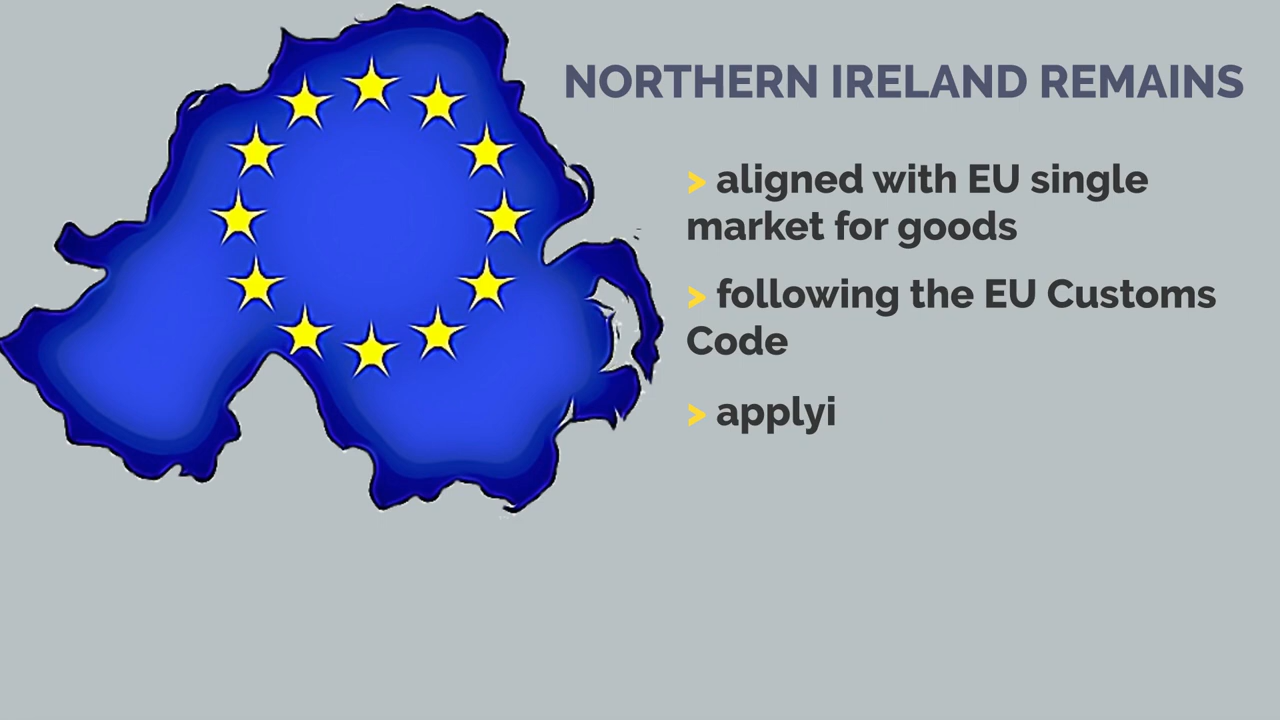 NORTHERN IRELAND REMAINS
> aligned with EU single
market for goods
> following the EU Customs
Code
> applyi